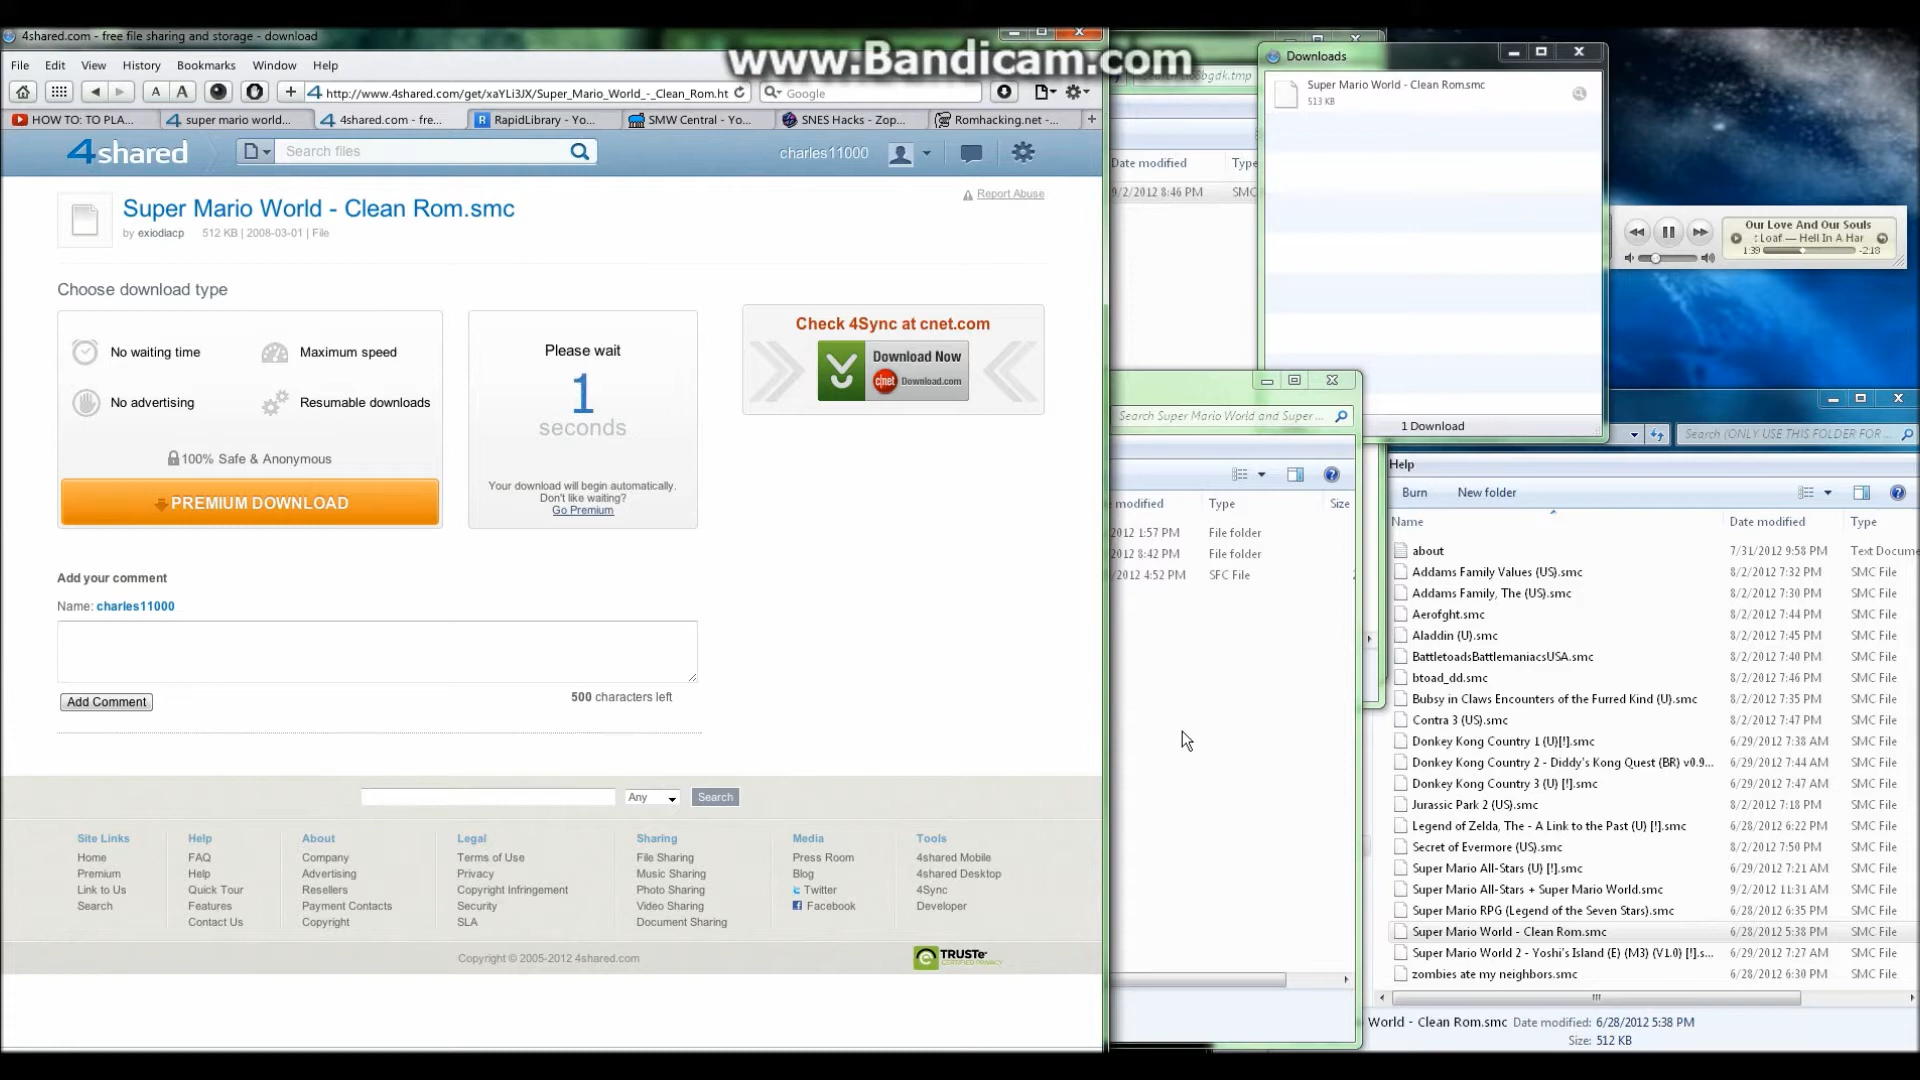 4shared.com - free file sharing and storage - download
www.Bandicam.com
File Edit View History Bookmarks Window Help
A A http://www.4shared.com/get/xaYLi3JX/Super_Mario_World_-_Clean_Rom.ht Google
HOW TO: TO PLA... super mario world... 4shared.com - fre... RapidLibrary - Yo... SMW Central - Yo... SNES Hacks - Zop... Romhacking.net -...
4shared Search files charles11000
Super Mario World - Clean Rom.smc
by exiodiacp 512 KB | 2008-03-01 | File
Report Abuse
Choose download type
No waiting time Maximum speed
No advertising Resumable downloads
100% Safe & Anonymous
PREMIUM DOWNLOAD
Please wait
1
seconds
Your download will begin automatically.
Don't like waiting?
Go Premium
Check 4Sync at cnet.com
Download Now
cnet Download.com
Add your comment
Name: charles11000
Add Comment
500 characters left
Any Search
Site Links
Home
Premium
Link to Us
Search
Help
FAQ
Help
Quick Tour
Features
Contact Us
About
Company
Advertising
Resellers
Payment Contacts
Copyright
Legal
Terms of Use
Privacy
Copyright Infringement
Security
SLA
Sharing
File Sharing
Music Sharing
Photo Sharing
Video Sharing
Document Sharing
Media
Press Room
Blog
Twitter
Facebook
Tools
4shared Mobile
4shared Desktop
4Sync
Developer
Copyright © 2005-2012 4shared.com
TRUSTe
CERTIFIED PRIVACY
Date modified Type
9/2/2012 8:46 PM SMC
Downloads
Super Mario World - Clean Rom.smc
513 KB
1 Download
Our Love And Our Souls
: Loaf — Hell In A Har
1:39 -2:18
Search Super Mario World and Super ...
modified Type Size
2012 1:57 PM File folder
2012 8:42 PM File folder
/2012 4:52 PM SFC File
Search (ONLY USE THIS FOLDER FOR ...
Help
Burn New folder
Name Date modified Type
about 7/31/2012 9:58 PM Text Docume
Addams Family Values (US).smc 8/2/2012 7:32 PM SMC File
Addams Family, The (US).smc 8/2/2012 7:30 PM SMC File
Aerofght.smc 8/2/2012 7:44 PM SMC File
Aladdin (U).smc 8/2/2012 7:45 PM SMC File
BattletoadsBattlemaniacsUSA.smc 8/2/2012 7:40 PM SMC File
btoad_dd.smc 8/2/2012 7:46 PM SMC File
Bubsy in Claws Encounters of the Furred Kind (U).smc 8/2/2012 7:35 PM SMC File
Contra 3 (US).smc 8/2/2012 7:47 PM SMC File
Donkey Kong Country 1 (U)[!].smc 6/29/2012 7:38 AM SMC File
Donkey Kong Country 2 - Diddy's Kong Quest (BR) v0.9... 6/29/2012 7:44 AM SMC File
Donkey Kong Country 3 (U) [!].smc 6/29/2012 7:47 AM SMC File
Jurassic Park 2 (US).smc 8/2/2012 7:18 PM SMC File
Legend of Zelda, The - A Link to the Past (U) [!].smc 6/28/2012 6:22 PM SMC File
Secret of Evermore (US).smc 8/2/2012 7:50 PM SMC File
Super Mario All-Stars (U) [!].smc 6/29/2012 7:21 AM SMC File
Super Mario All-Stars + Super Mario World.smc 9/2/2012 11:31 AM SMC File
Super Mario RPG (Legend of the Seven Stars).smc 6/28/2012 6:35 PM SMC File
Super Mario World - Clean Rom.smc 6/28/2012 5:38 PM SMC File
Super Mario World 2 - Yoshi's Island (E) (M3) (V1.0) [!].s... 6/29/2012 7:27 AM SMC File
zombies ate my neighbors.smc 6/28/2012 6:30 PM SMC File
World - Clean Rom.smc Date modified: 6/28/2012 5:38 PM
Size: 512 KB